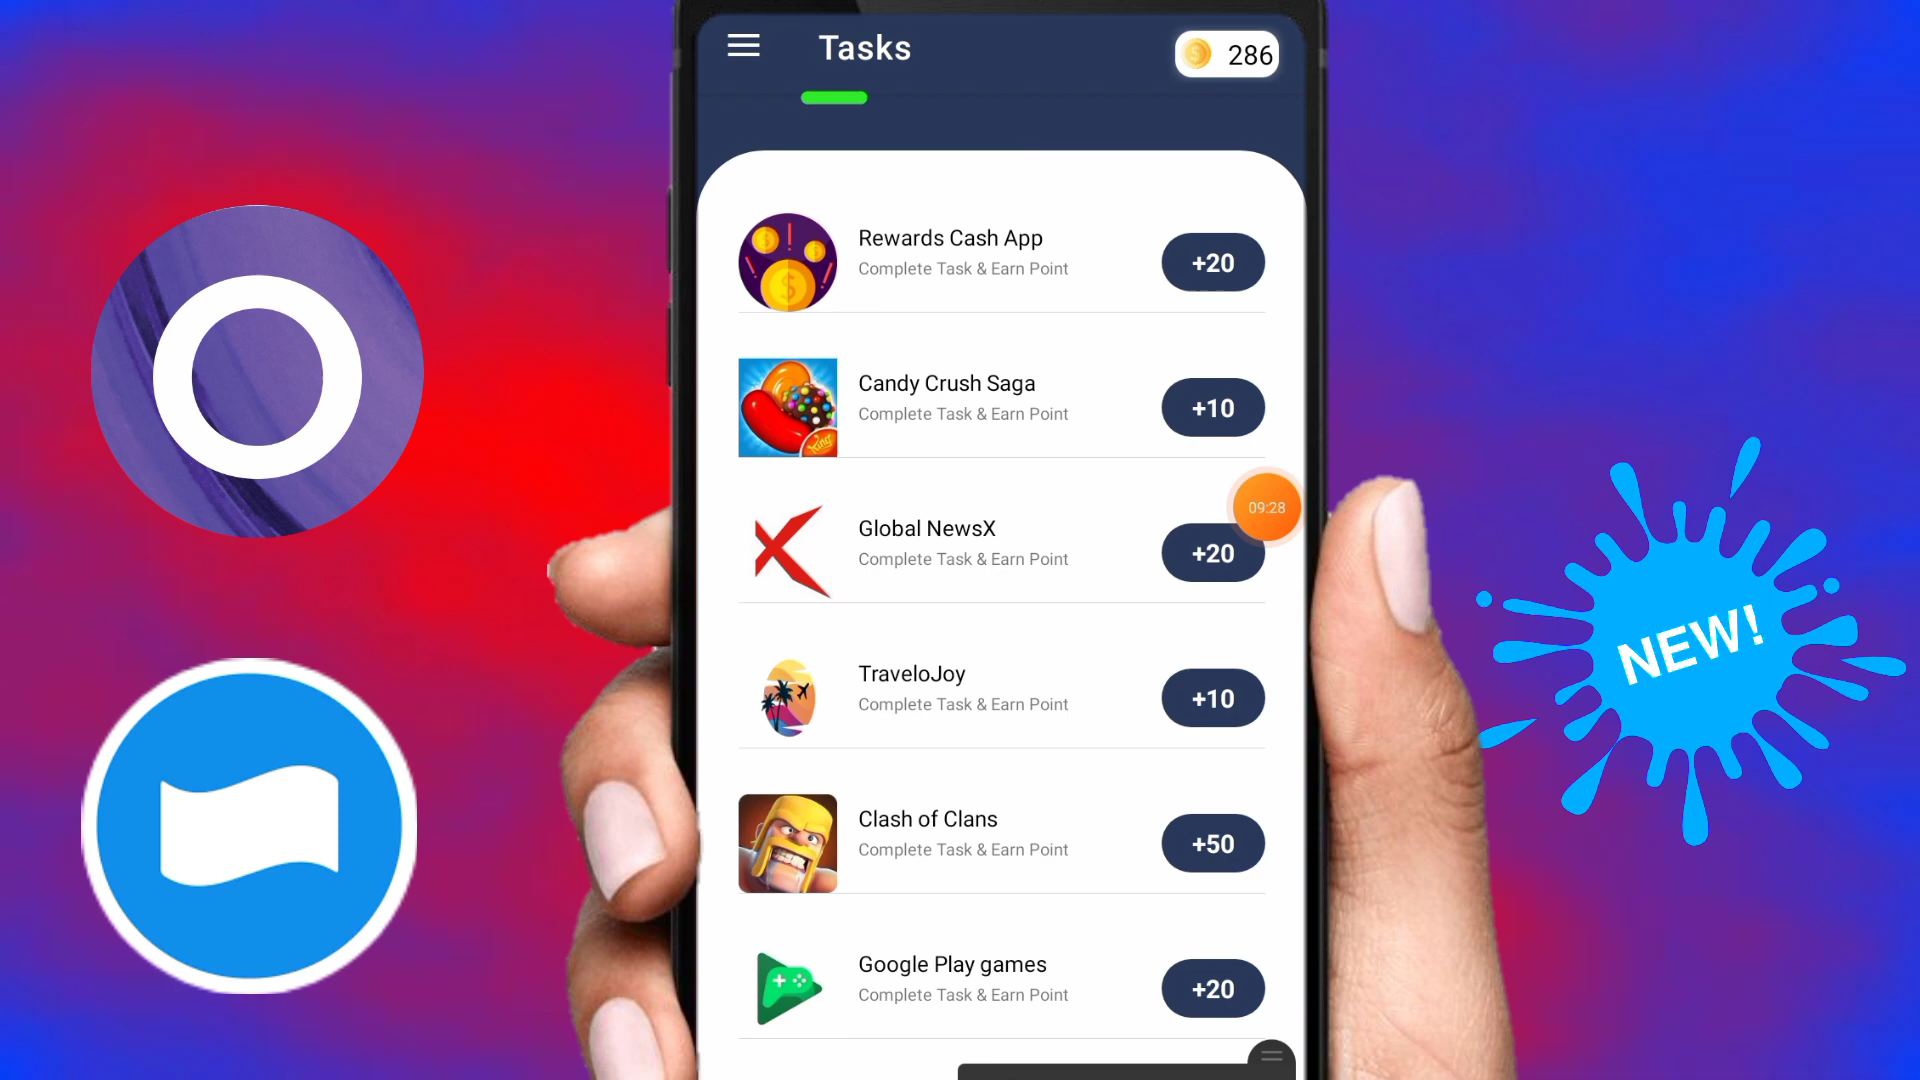 Tasks
286
Rewards Cash App
Complete Task & Earn Point
+20
Candy Crush Saga
Complete Task & Earn Point
+10
King
Global NewsX
Complete Task & Earn Point
09:28
+20
TraveloJoy
Complete Task & Earn Point
+10
Clash of Clans
Complete Task & Earn Point
+50
Google Play games
Complete Task & Earn Point
+20
NEW!